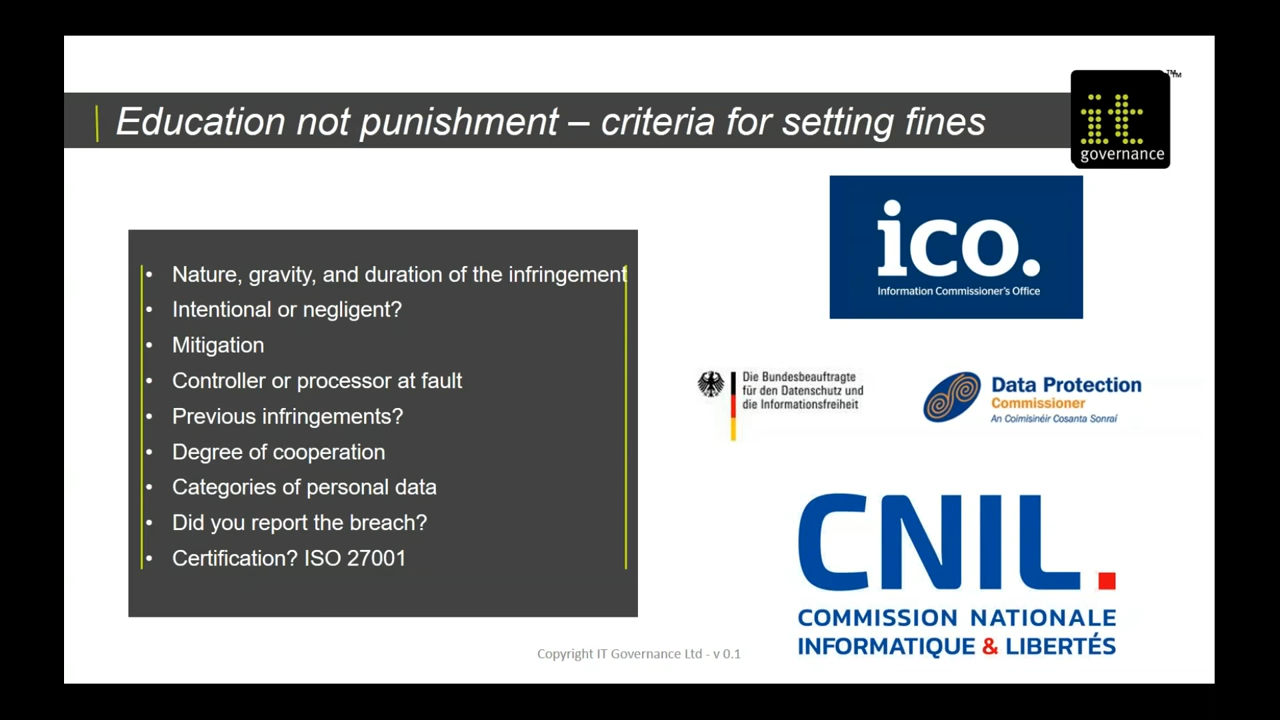 Education not punishment – criteria for setting fines
™™
it
governance
• Nature, gravity, and duration of the infringement
• Intentional or negligent?
• Mitigation
• Controller or processor at fault
• Previous infringements?
• Degree of cooperation
• Categories of personal data
• Did you report the breach?
• Certification? ISO 27001
ico.
Information Commissioner's Office
Die Bundesbeauftragte
für den Datenschutz und
die Informationsfreiheit
Data Protection
Commissioner
An Coimisinéir Cosanta Sonraí
CNIL.
COMMISSION NATIONALE
INFORMATIQUE & LIBERTÉS
Copyright IT Governance Ltd - v 0.1